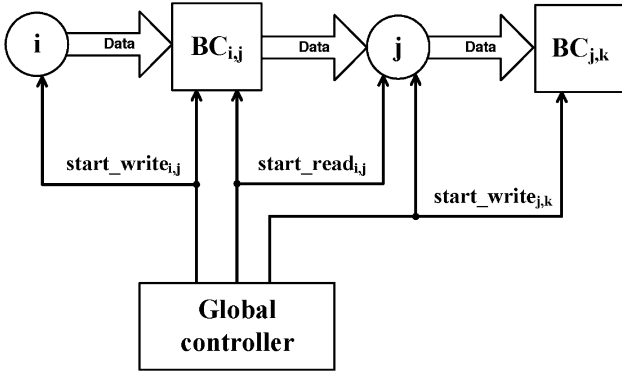 i
Data
BCi,j
Data
j
Data
BCj,k
start_writei,j
start_readi,j
start_writej,k
Global
controller